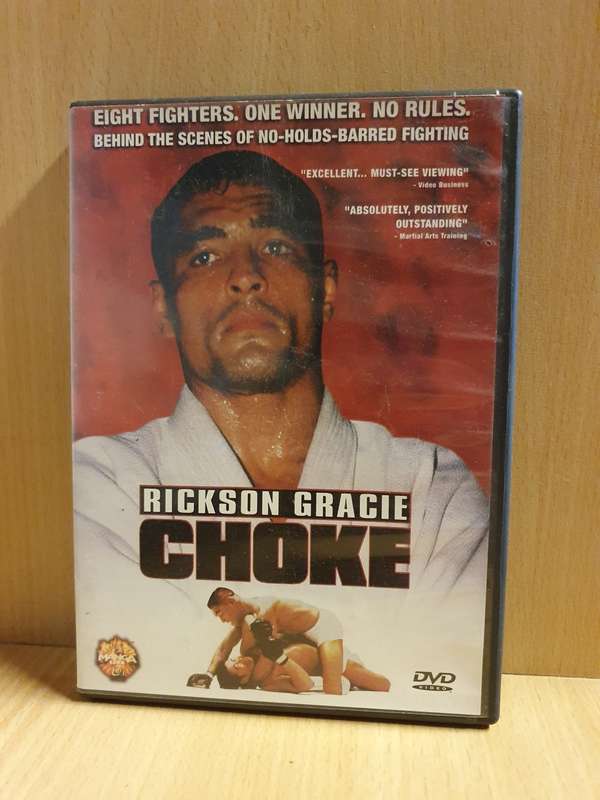 EIGHT FIGHTERS. ONE WINNER. NO RULES.
BEHIND THE SCENES OF NO-HOLDS-BARRED FIGHTING
"EXCELLENT... MUST-SEE VIEWING"
- Video Business
"ABSOLUTELY, POSITIVELY
OUTSTANDING"
- Martial Arts Training
RICKSON GRACIE
CHOKE
MANGA
DVD
VIDEO